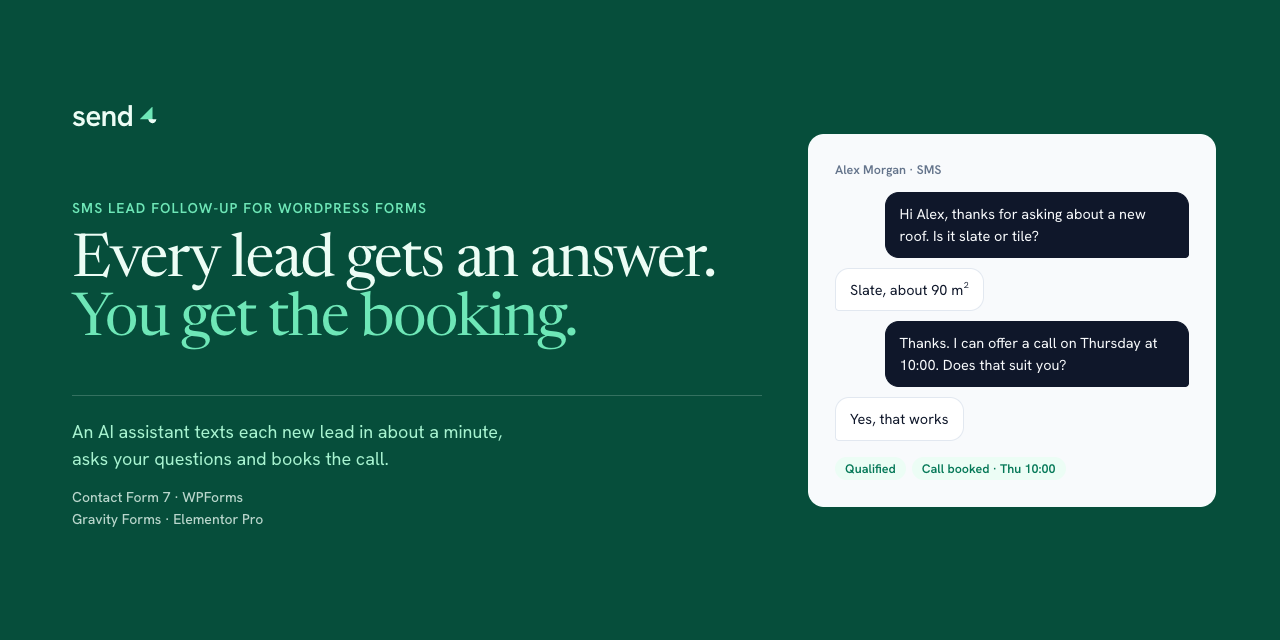 send
SMS LEAD FOLLOW-UP FOR WORDPRESS FORMS
Every lead gets an answer.
You get the booking.
An AI assistant texts each new lead in about a minute,
asks your questions and books the call.
Contact Form 7 · WPForms
Gravity Forms · Elementor Pro
Alex Morgan · SMS
Hi Alex, thanks for asking about a new
roof. Is it slate or tile?
Slate, about 90 m²
Thanks. I can offer a call on Thursday at
10:00. Does that suit you?
Yes, that works
Qualified
Call booked · Thu 10:00